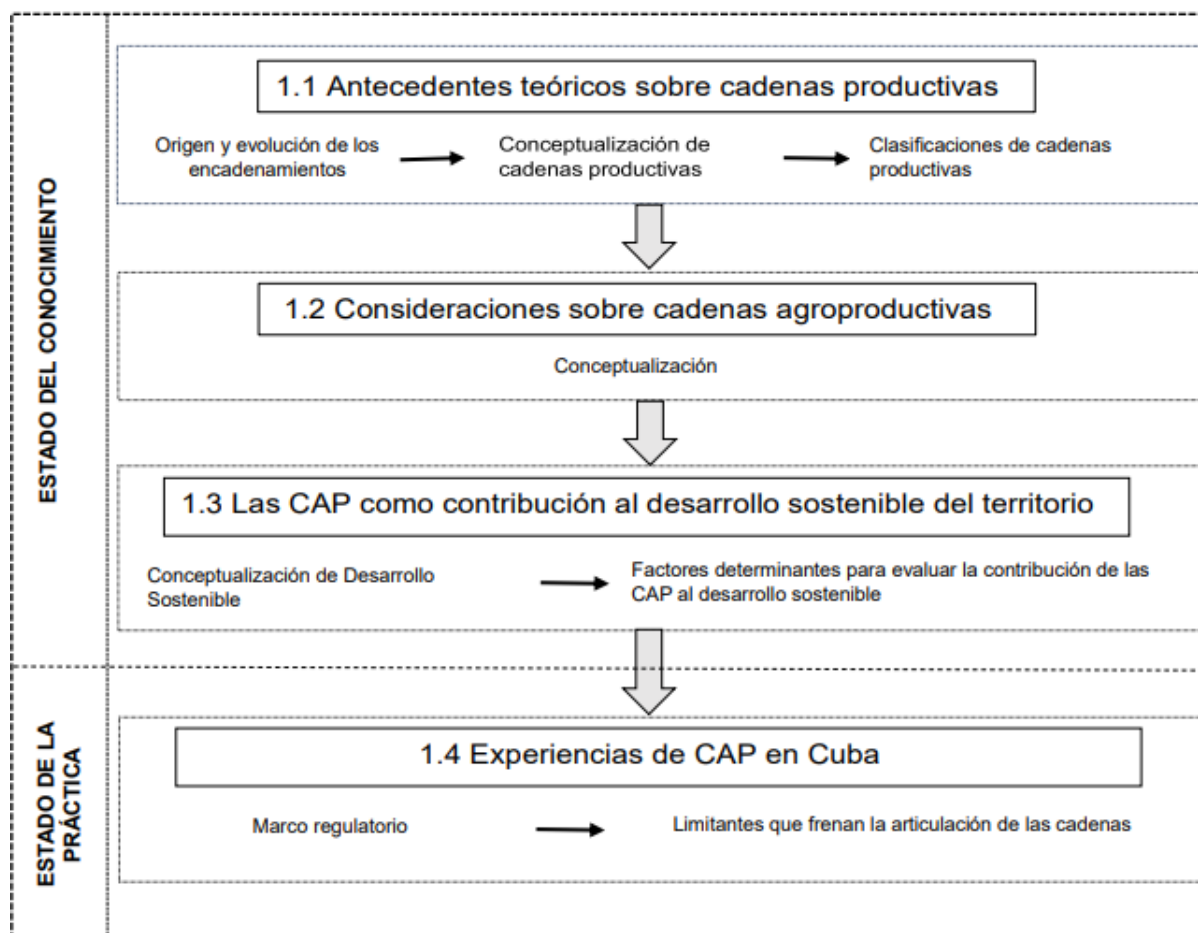 ESTADO DEL CONOCIMIENTO
1.1 Antecedentes teóricos sobre cadenas productivas
Origen y evolución de los
encadenamientos
Conceptualización de
cadenas productivas
Clasificaciones de cadenas
productivas
1.2 Consideraciones sobre cadenas agroproductivas
Conceptualización
1.3 Las CAP como contribución al desarrollo sostenible del territorio
Conceptualización de Desarrollo
Sostenible
Factores determinantes para evaluar la contribución de las
CAP al desarrollo sostenible
ESTADO DE LA
PRÁCTICA
1.4 Experiencias de CAP en Cuba
Marco regulatorio
Limitantes que frenan la articulación de las cadenas